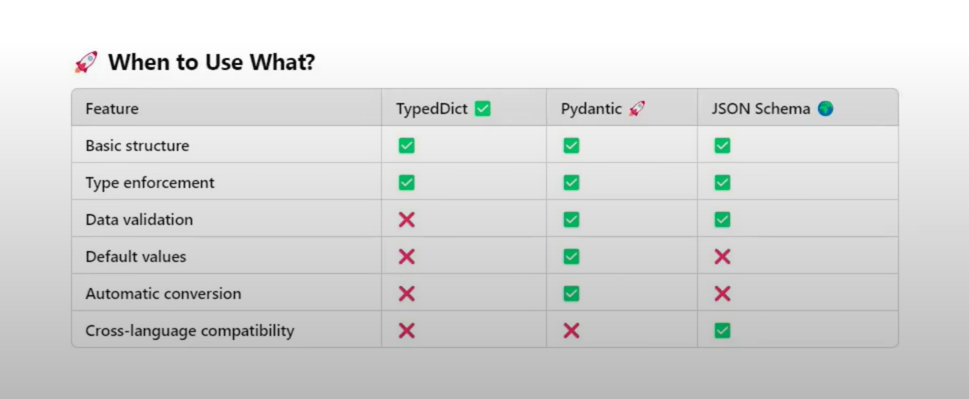 🚀 When to Use What?
Feature TypedDict ✅ Pydantic 🚀 JSON Schema 🌍
Basic structure ✅ ✅ ✅
Type enforcement ✅ ✅ ✅
Data validation ❌ ✅ ✅
Default values ❌ ✅ ❌
Automatic conversion ❌ ✅ ❌
Cross-language compatibility ❌ ❌ ✅